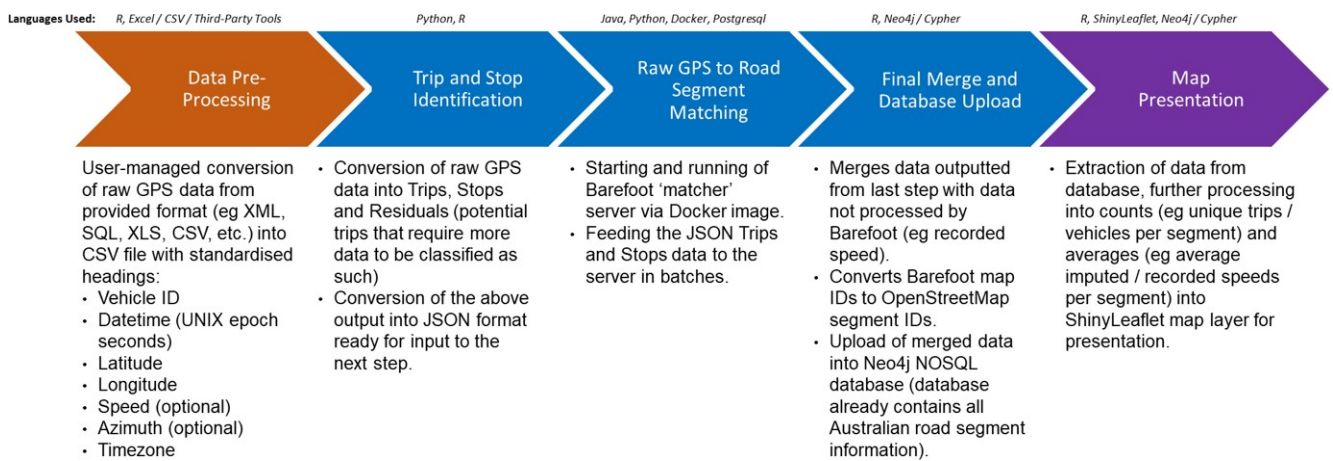 Languages Used:
R, Excel / CSV / Third-Party Tools
Python, R
Java, Python, Docker, Postgresql
R, Neo4j / Cypher
R, ShinyLeaflet, Neo4j / Cypher
Data Pre-
Processing
Trip and Stop
Identification
Raw GPS to Road
Segment
Matching
Final Merge and
Database Upload
Map
Presentation
User-managed conversion
of raw GPS data from
provided format (eg XML,
SQL, XLS, CSV, etc.) into
CSV file with standardised
headings:
• Vehicle ID
• Datetime (UNIX epoch
seconds)
• Latitude
• Longitude
• Speed (optional)
• Azimuth (optional)
• Timezone
• Conversion of raw GPS
data into Trips, Stops
and Residuals (potential
trips that require more
data to be classified as
such)
• Conversion of the above
output into JSON format
ready for input to the
next step.
• Starting and running of
Barefoot ‘matcher’
server via Docker image.
• Feeding the JSON Trips
and Stops data to the
server in batches.
• Merges data outputted
from last step with data
not processed by
Barefoot (eg recorded
speed).
• Converts Barefoot map
IDs to OpenStreetMap
segment IDs.
• Upload of merged data
into Neo4j NOSQL
database (database
already contains all
Australian road segment
information).
• Extraction of data from
database, further processing
into counts (eg unique trips /
vehicles per segment) and
averages (eg average
imputed / recorded speeds
per segment) into
ShinyLeaflet map layer for
presentation.